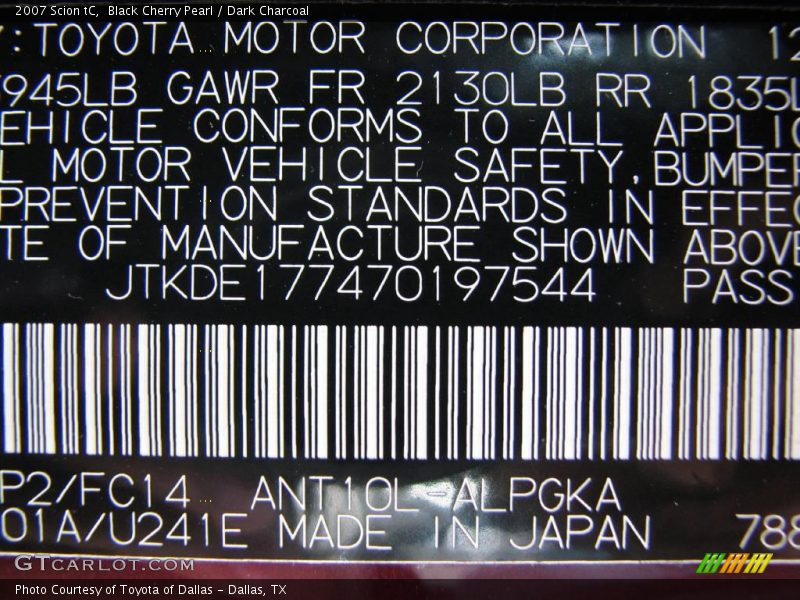 2007 Scion tC, Black Cherry Pearl / Dark Charcoal
Y:TOYOTA MOTOR CORPORATION 12
945LB GAWR FR 2130LB RR 1835L
EHICLE CONFORMS TO ALL APPLIC
L MOTOR VEHICLE SAFETY,BUMPER
PREVENTION STANDARDS IN EFFEC
TE OF MANUFACTURE SHOWN ABOVE
JTKDE177470197544 PASS
P2/FC14 ANT10L-ALPGKA
01A/U241E MADE IN JAPAN 788
GTCARLOT.COM
Photo Courtesy of Toyota of Dallas - Dallas, TX